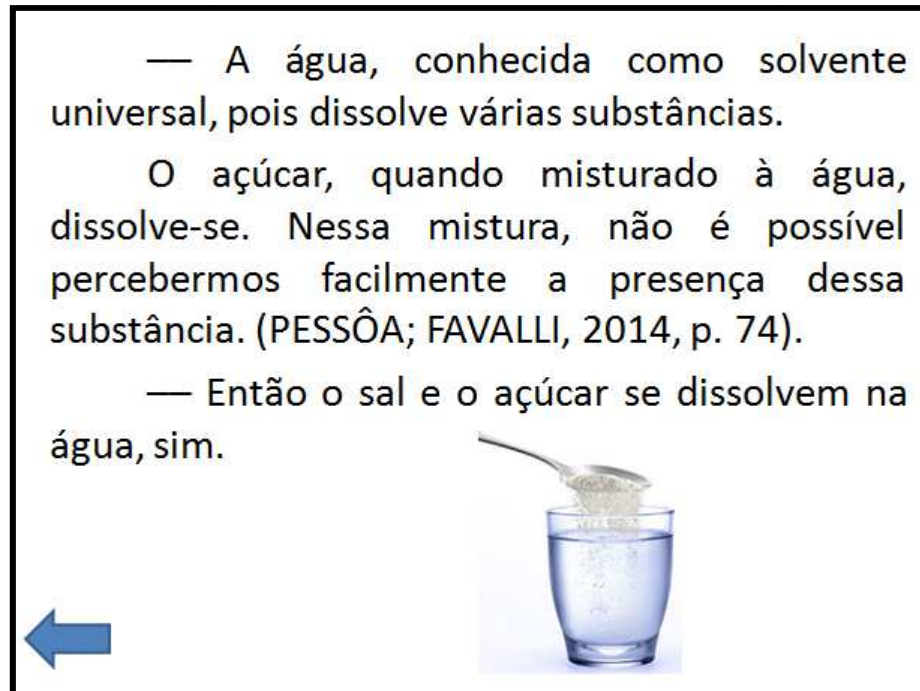 — A água, conhecida como solvente
universal, pois dissolve várias substâncias.
O açúcar, quando misturado à água,
dissolve-se. Nessa mistura, não é possível
percebermos facilmente a presença dessa
substância. (PESSÔA; FAVALLI, 2014, p. 74).
— Então o sal e o açúcar se dissolvem na
água, sim.